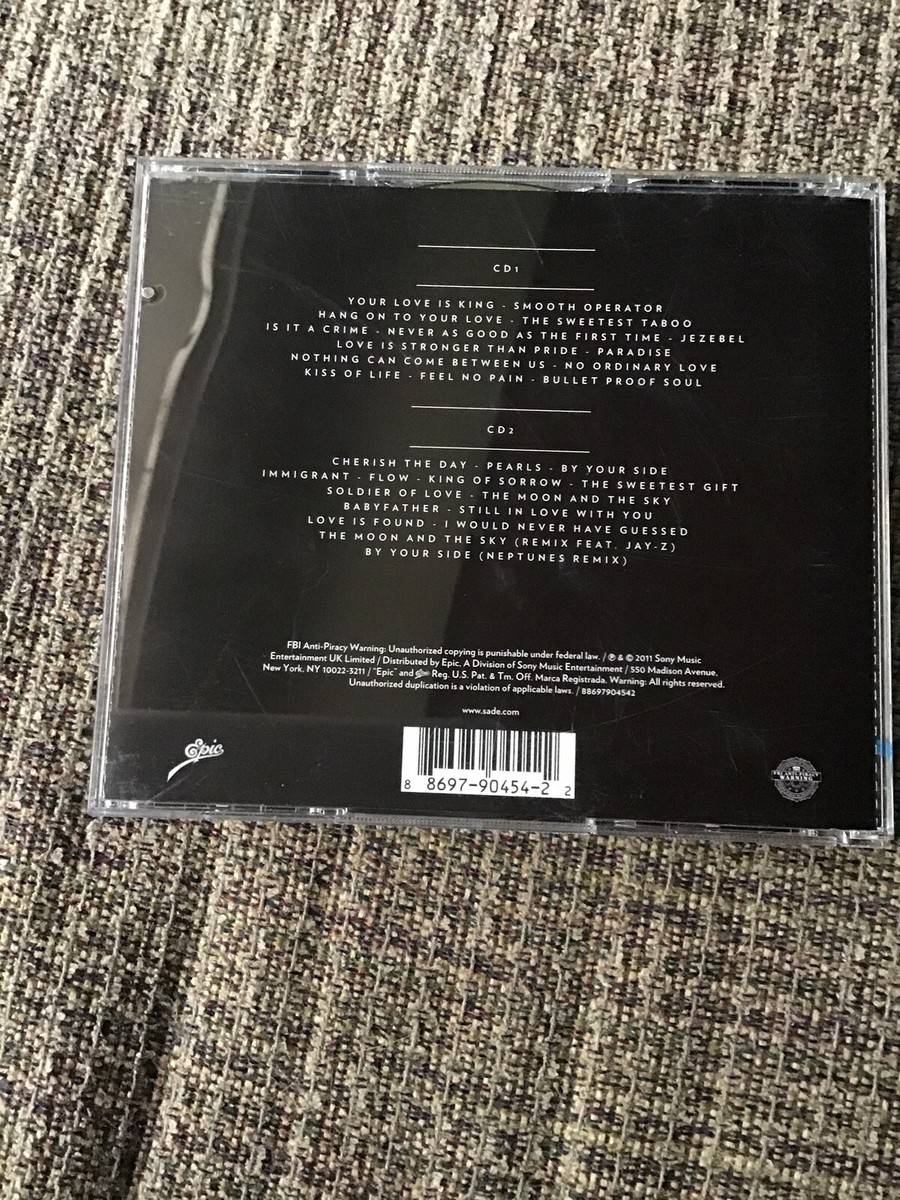 CD1
YOUR LOVE IS KING - SMOOTH OPERATOR
HANG ON TO YOUR LOVE - THE SWEETEST TABOO
IS IT A CRIME - NEVER AS GOOD AS THE FIRST TIME - JEZEBEL
LOVE IS STRONGER THAN PRIDE - PARADISE
NOTHING CAN COME BETWEEN US - NO ORDINARY LOVE
KISS OF LIFE - FEEL NO PAIN - BULLET PROOF SOUL
CD2
CHERISH THE DAY - PEARLS - BY YOUR SIDE
IMMIGRANT - FLOW - KING OF SORROW - THE SWEETEST GIFT
SOLDIER OF LOVE - THE MOON AND THE SKY
BABYFATHER - STILL IN LOVE WITH YOU
LOVE IS FOUND - I WOULD NEVER HAVE GUESSED
THE MOON AND THE SKY (REMIX FEAT. JAY-Z)
BY YOUR SIDE (NEPTUNES REMIX)
FBI Anti-Piracy Warning: Unauthorized copying is punishable under federal law. / ℗ & © 2011 Sony Music
Entertainment UK Limited / Distributed by Epic. A Division of Sony Music Entertainment / 550 Madison Avenue,
New York, NY 10022-3211 / "Epic" and Epic Reg. U.S. Pat. & Tm. Off. Marca Registrada. Warning: All rights reserved.
Unauthorized duplication is a violation of applicable laws. / 88697904542
www.sade.com
Epic
8 8697-90454-2 2
FBI ANTI-PIRACY
WARNING